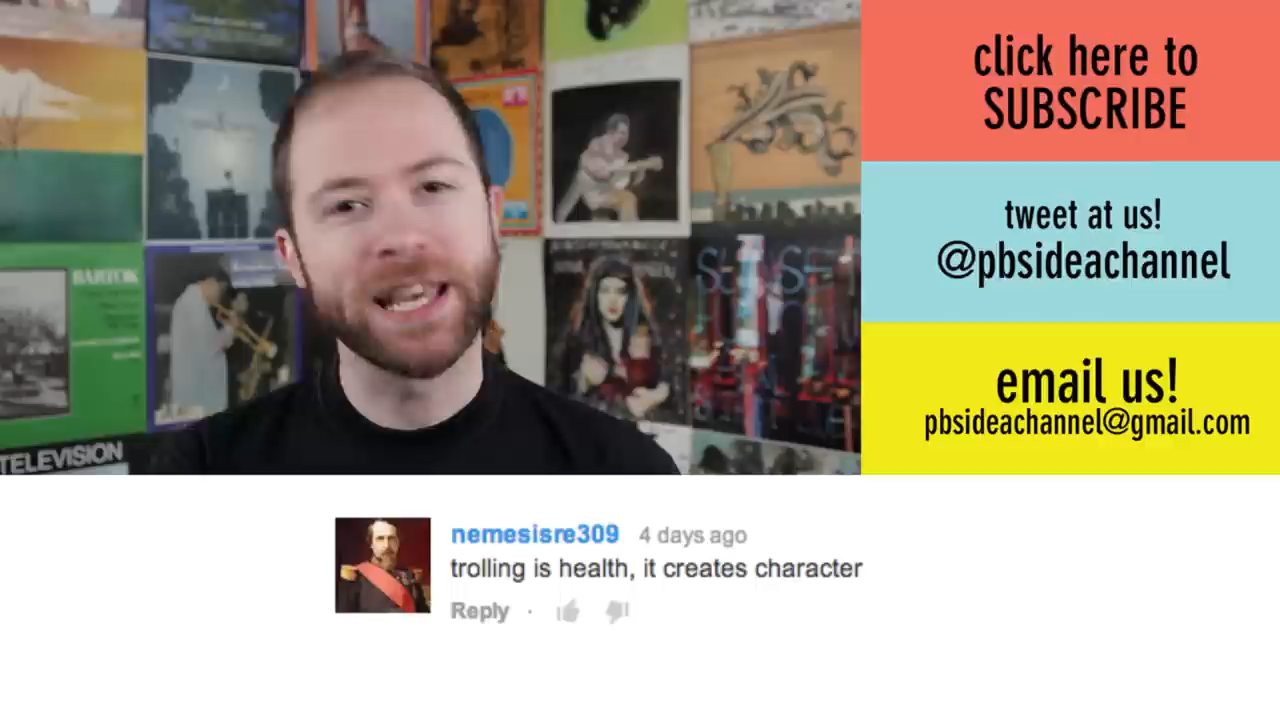 click here to
SUBSCRIBE
tweet at us!
@pbsideachannel
email us!
pbsideachannel@gmail.com
BARTOK
TELEVISION
SUNSET
nemesisre309 4 days ago
trolling is health, it creates character
Reply ·